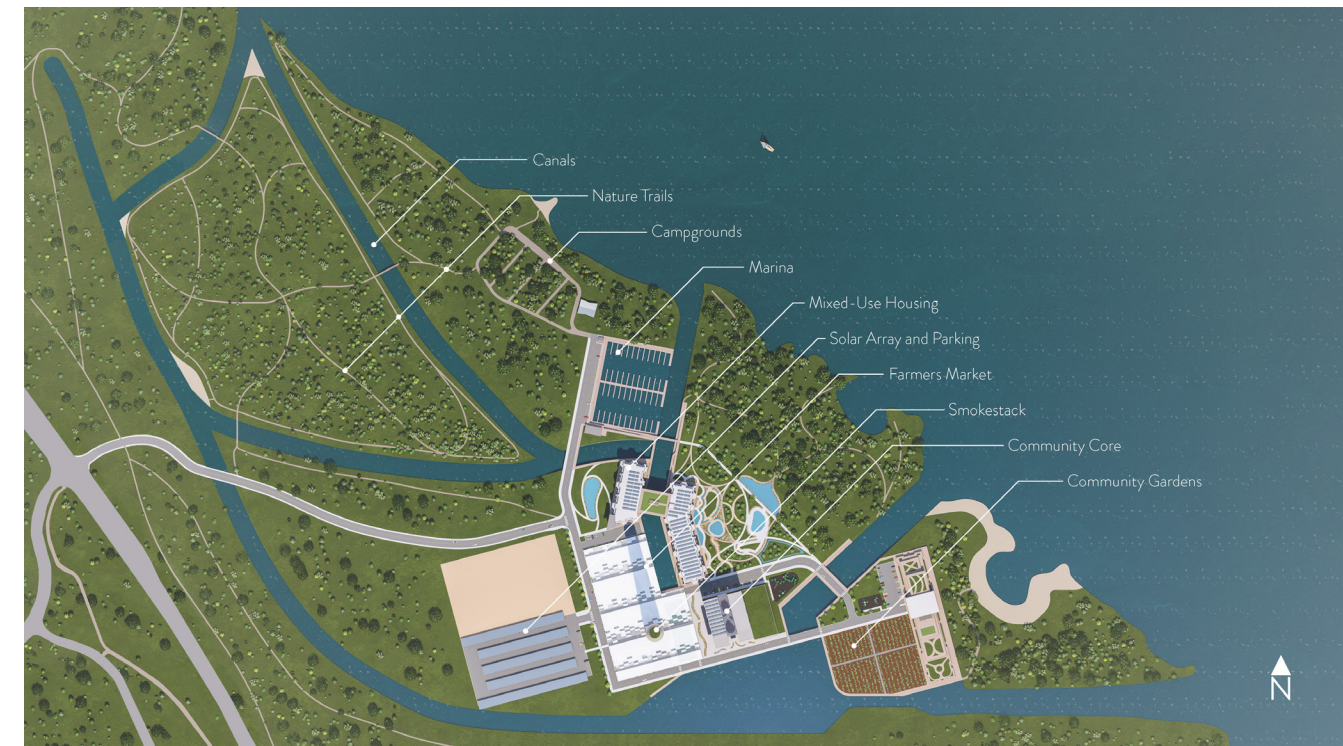 Canals
Nature Trails
Campgrounds
Marina
Mixed-Use Housing
Solar Array and Parking
Farmers Market
Smokestack
Community Core
Community Gardens
N